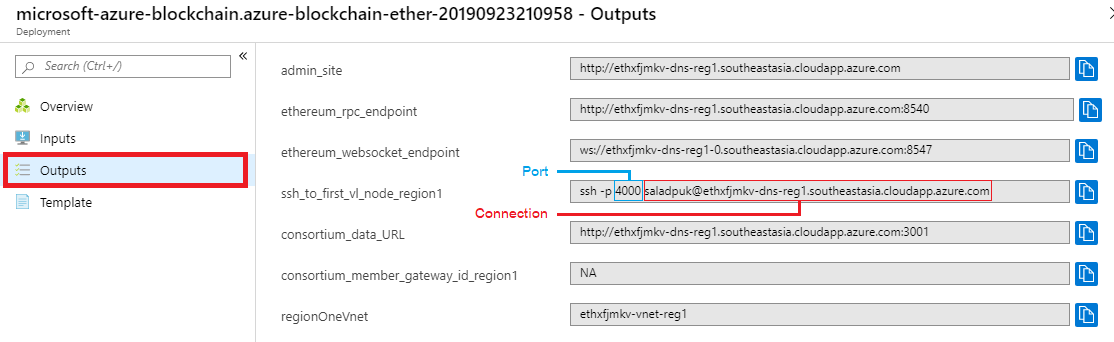 microsoft-azure-blockchain.azure-blockchain-ether-20190923210958 - Outputs
Deployment
Search (Ctrl+/)
«
Overview
Inputs
Outputs
Template
admin_site
http://ethxfjmkv-dns-reg1.southeastasia.cloudapp.azure.com
ethereum_rpc_endpoint
http://ethxfjmkv-dns-reg1.southeastasia.cloudapp.azure.com:8540
ethereum_websocket_endpoint
ws://ethxfjmkv-dns-reg1-0.southeastasia.cloudapp.azure.com:8547
Port
ssh_to_first_vl_node_region1
ssh -p 4000 saladpuk@ethxfjmkv-dns-reg1.southeastasia.cloudapp.azure.com
Connection
consortium_data_URL
http://ethxfjmkv-dns-reg1.southeastasia.cloudapp.azure.com:3001
consortium_member_gateway_id_region1
NA
regionOneVnet
ethxfjmkv-vnet-reg1